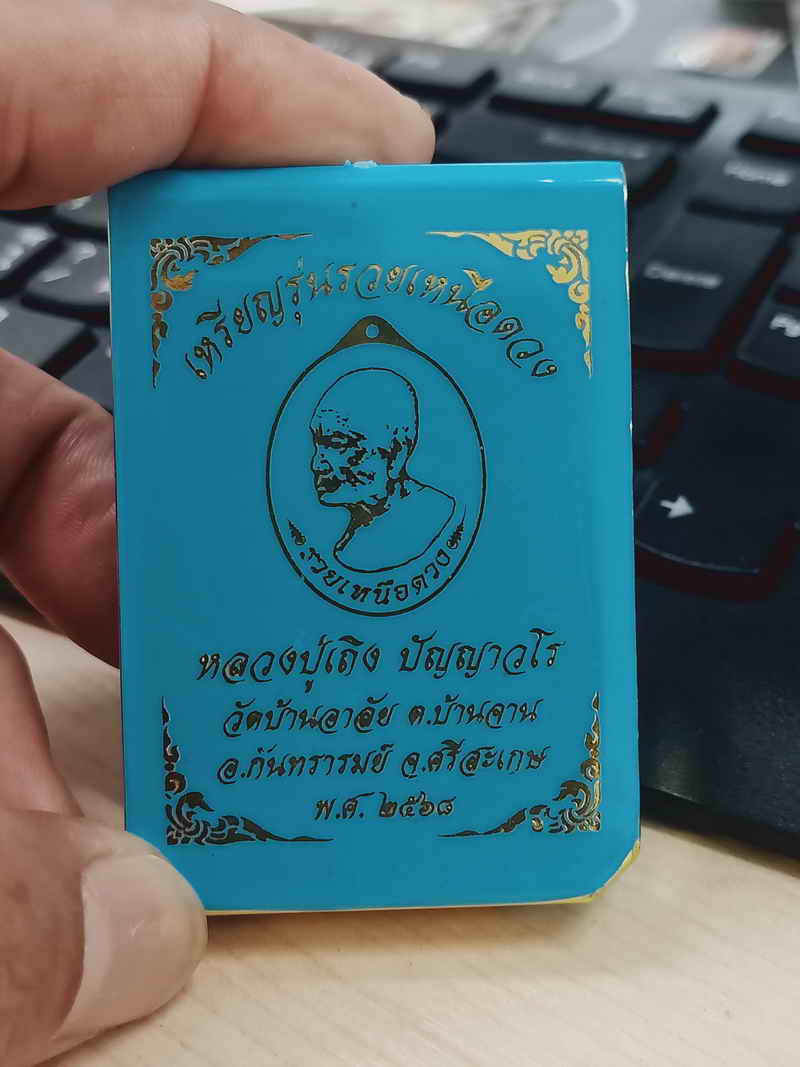 เหรียญรุ่นรวยเหนือดวง
รวยเหนือดวง
หลวงปู่เถิง ปัญญาวโร
วัดบ้านอาลัย ต.บ้านจาน
อ.กันทรารมย์ จ.ศรีสะเกษ
พ.ศ. ๒๕๖๘